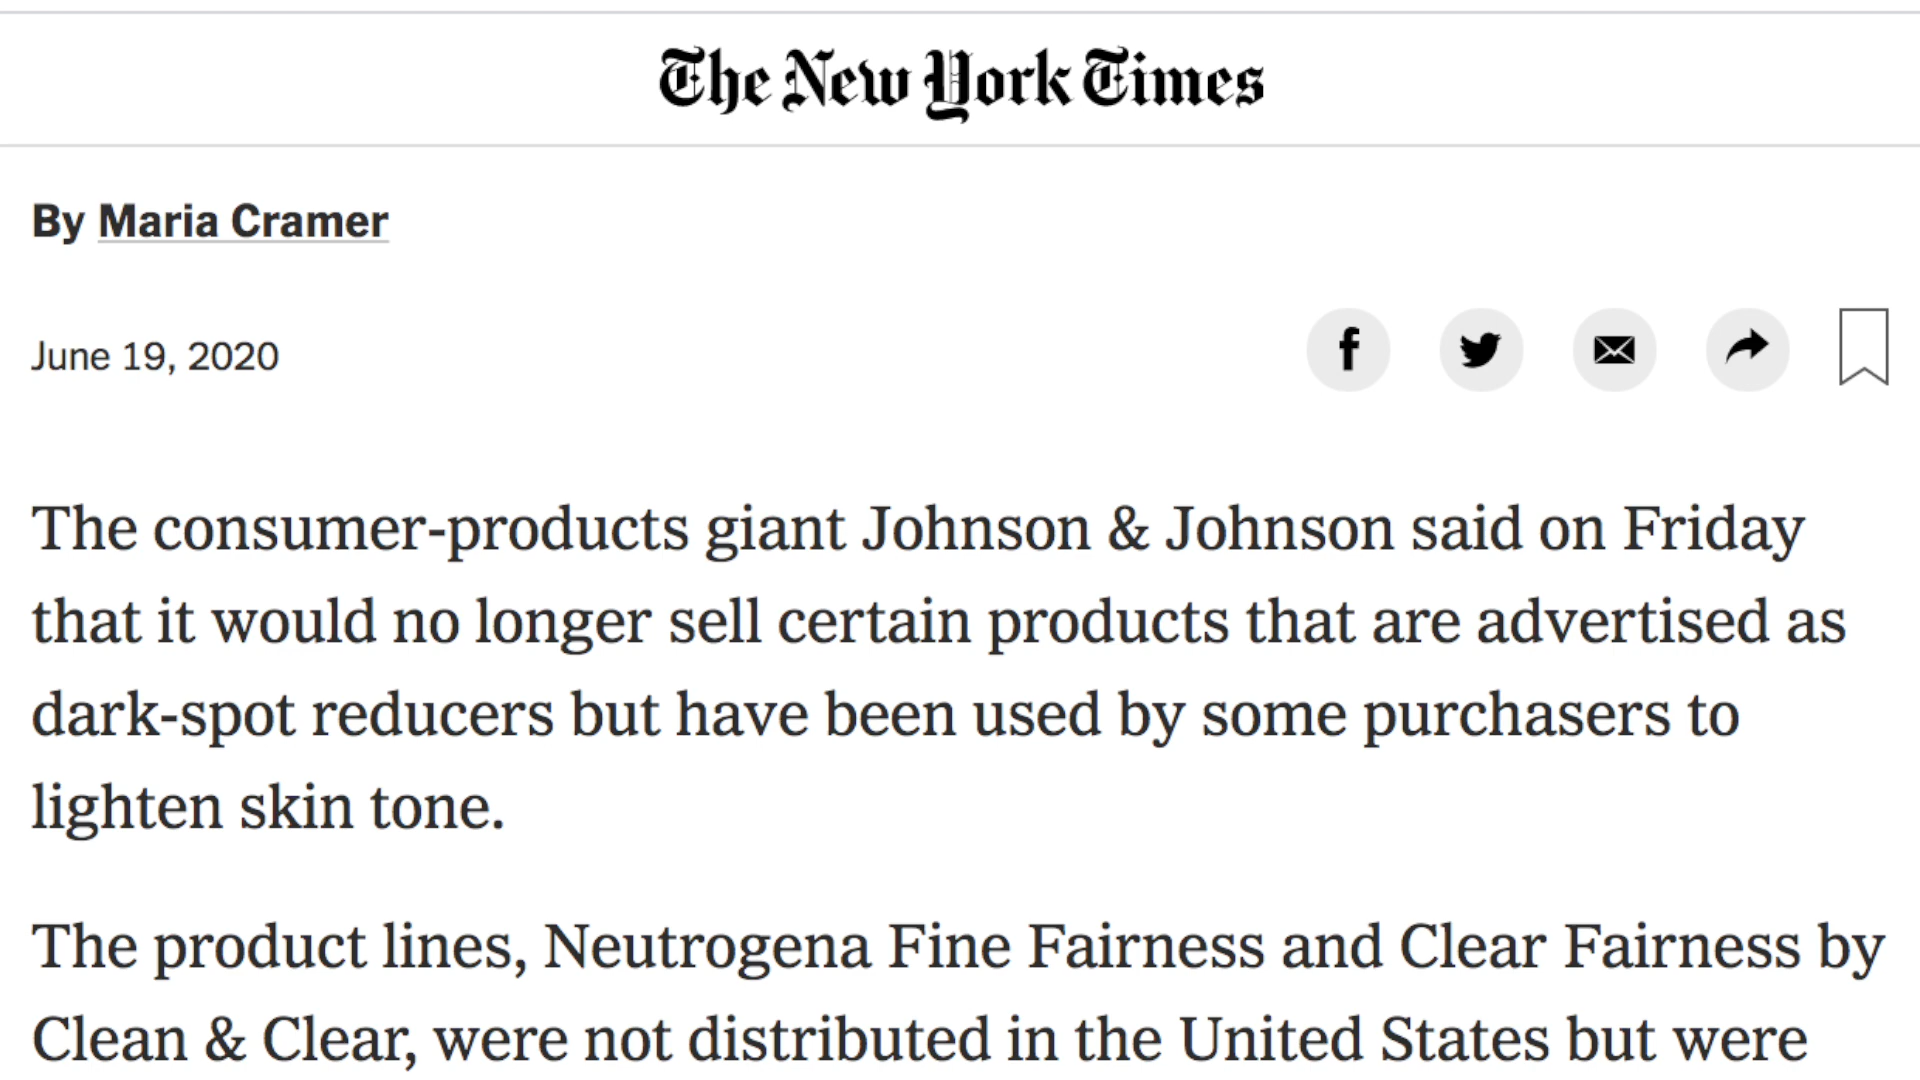 The New York Times
By Maria Cramer
June 19, 2020
The consumer-products giant Johnson & Johnson said on Friday
that it would no longer sell certain products that are advertised as
dark-spot reducers but have been used by some purchasers to
lighten skin tone.
The product lines, Neutrogena Fine Fairness and Clear Fairness by
Clean & Clear, were not distributed in the United States but were